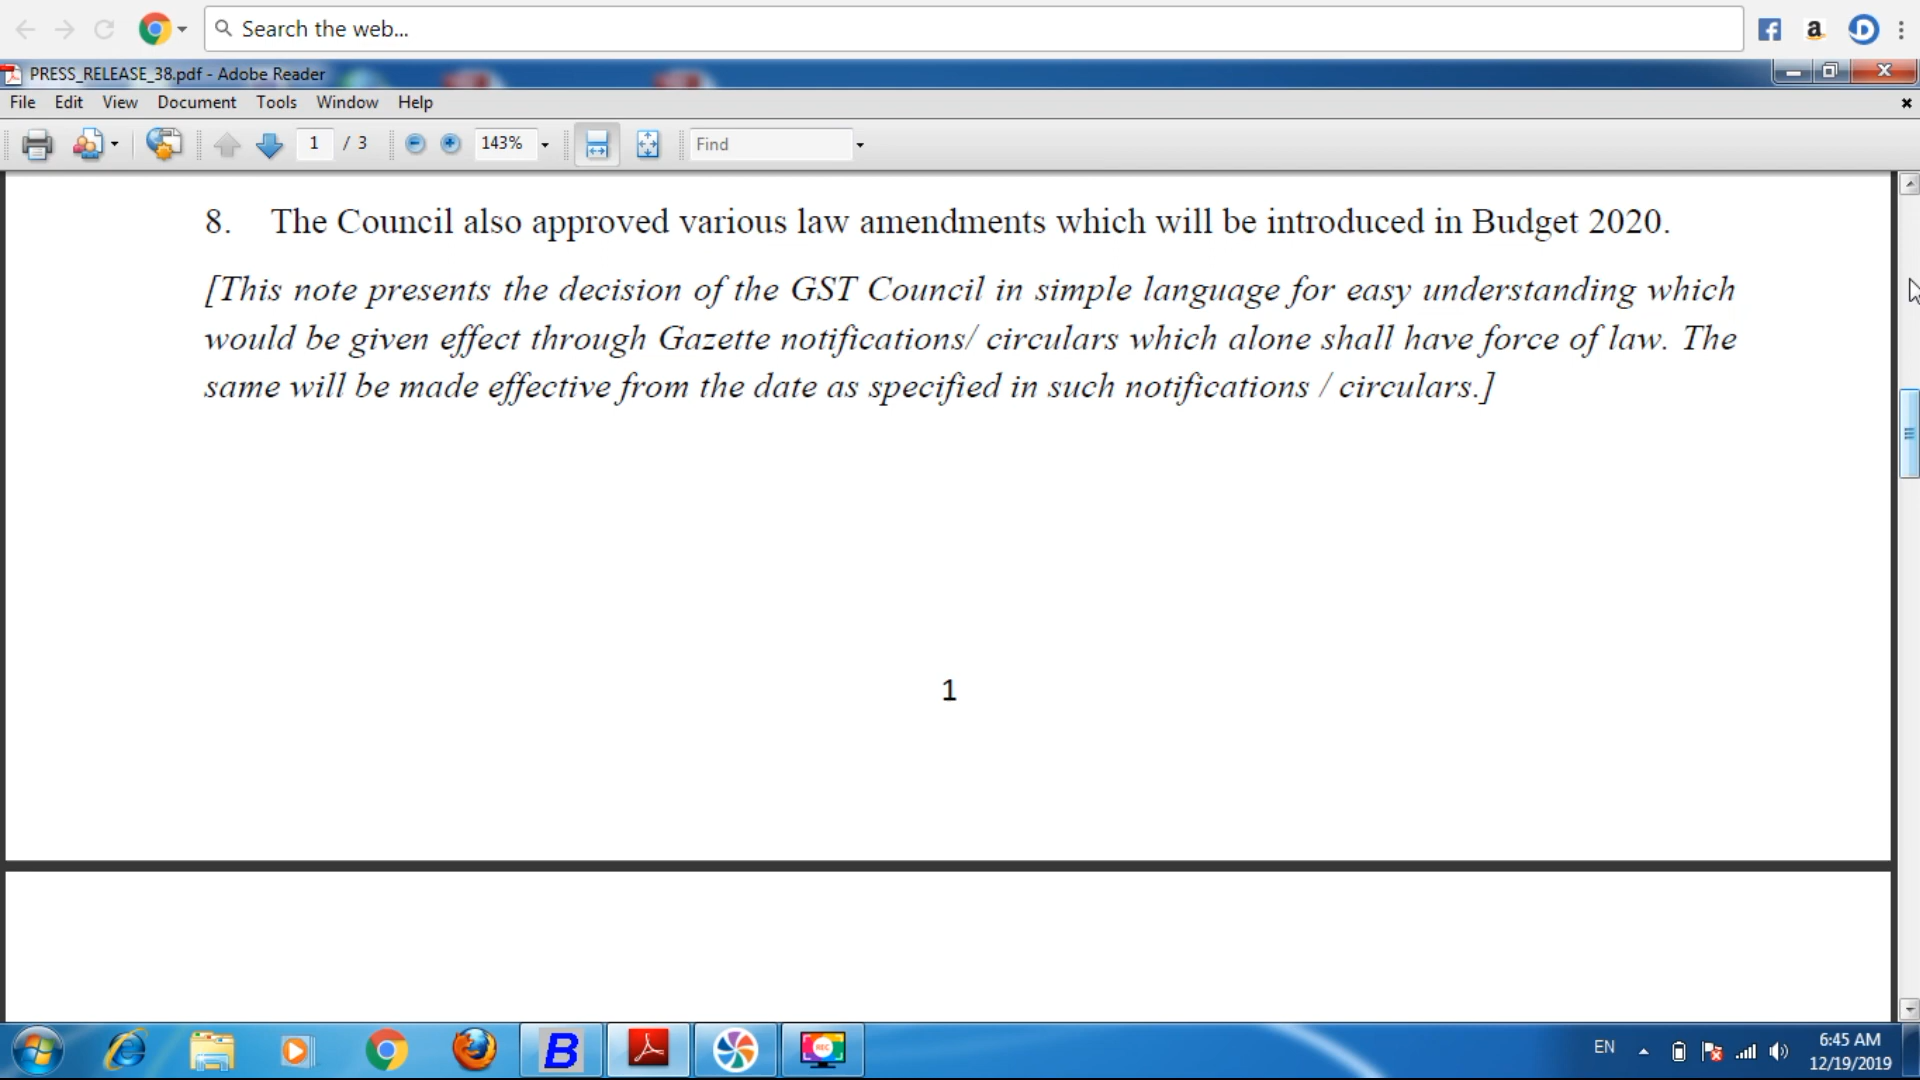 Search the web...
PRESS_RELEASE_38.pdf - Adobe Reader
File Edit View Document Tools Window Help
1 / 3 143% Find
8. The Council also approved various law amendments which will be introduced in Budget 2020.
[This note presents the decision of the GST Council in simple language for easy understanding which
would be given effect through Gazette notifications/ circulars which alone shall have force of law. The
same will be made effective from the date as specified in such notifications / circulars.]
1
EN
6:45 AM
12/19/2019